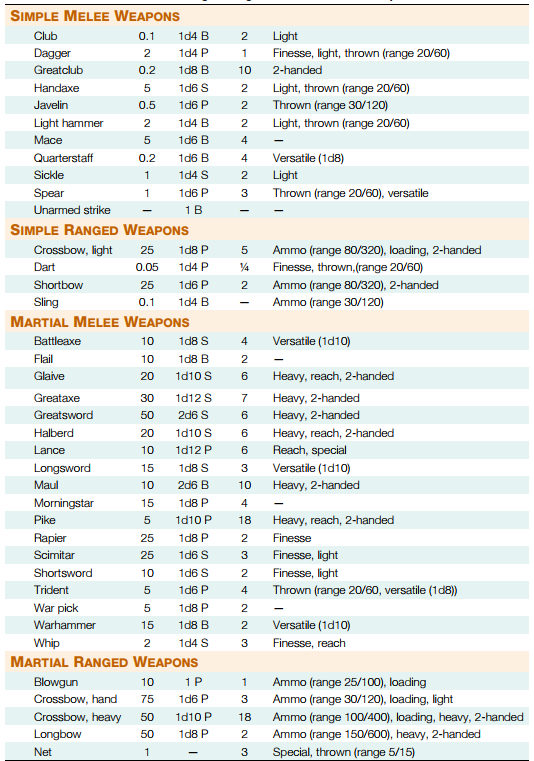 SIMPLE MELEE WEAPONS
Club 0.1 1d4 B 2 Light
Dagger 2 1d4 P 1 Finesse, light, thrown (range 20/60)
Greatclub 0.2 1d8 B 10 2-handed
Handaxe 5 1d6 S 2 Light, thrown (range 20/60)
Javelin 0.5 1d6 P 2 Thrown (range 30/120)
Light hammer 2 1d4 B 2 Light, thrown (range 20/60)
Mace 5 1d6 B 4 —
Quarterstaff 0.2 1d6 B 4 Versatile (1d8)
Sickle 1 1d4 S 2 Light
Spear 1 1d6 P 3 Thrown (range 20/60), versatile
Unarmed strike — 1 B — —
SIMPLE RANGED WEAPONS
Crossbow, light 25 1d8 P 5 Ammo (range 80/320), loading, 2-handed
Dart 0.05 1d4 P ¼ Finesse, thrown,(range 20/60)
Shortbow 25 1d6 P 2 Ammo (range 80/320), 2-handed
Sling 0.1 1d4 B — Ammo (range 30/120)
MARTIAL MELEE WEAPONS
Battleaxe 10 1d8 S 4 Versatile (1d10)
Flail 10 1d8 B 2 —
Glaive 20 1d10 S 6 Heavy, reach, 2-handed
Greataxe 30 1d12 S 7 Heavy, 2-handed
Greatsword 50 2d6 S 6 Heavy, 2-handed
Halberd 20 1d10 S 6 Heavy, reach, 2-handed
Lance 10 1d12 P 6 Reach, special
Longsword 15 1d8 S 3 Versatile (1d10)
Maul 10 2d6 B 10 Heavy, 2-handed
Morningstar 15 1d8 P 4 —
Pike 5 1d10 P 18 Heavy, reach, 2-handed
Rapier 25 1d8 P 2 Finesse
Scimitar 25 1d6 S 3 Finesse, light
Shortsword 10 1d6 S 2 Finesse, light
Trident 5 1d6 P 4 Thrown (range 20/60, versatile (1d8))
War pick 5 1d8 P 2 —
Warhammer 15 1d8 B 2 Versatile (1d10)
Whip 2 1d4 S 3 Finesse, reach
MARTIAL RANGED WEAPONS
Blowgun 10 1 P 1 Ammo (range 25/100), loading
Crossbow, hand 75 1d6 P 3 Ammo (range 30/120), loading, light
Crossbow, heavy 50 1d10 P 18 Ammo (range 100/400), loading, heavy, 2-handed
Longbow 50 1d8 P 2 Ammo (range 150/600), heavy, 2-handed
Net 1 — 3 Special, thrown (range 5/15)